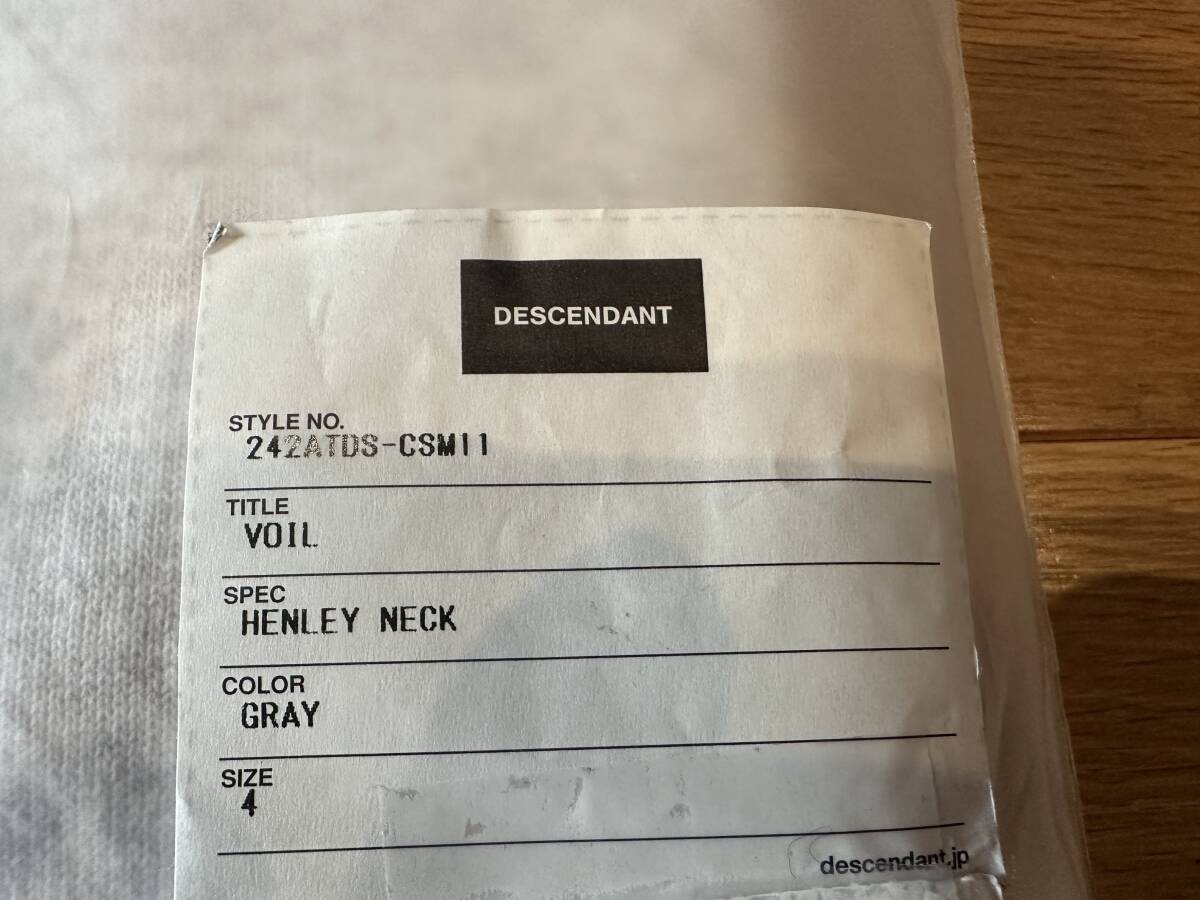 DESCENDANT
STYLE NO.
242ATDS-CSM11
TITLE
VOIL
SPEC
HENLEY NECK
COLOR
GRAY
SIZE
4
descendant.jp